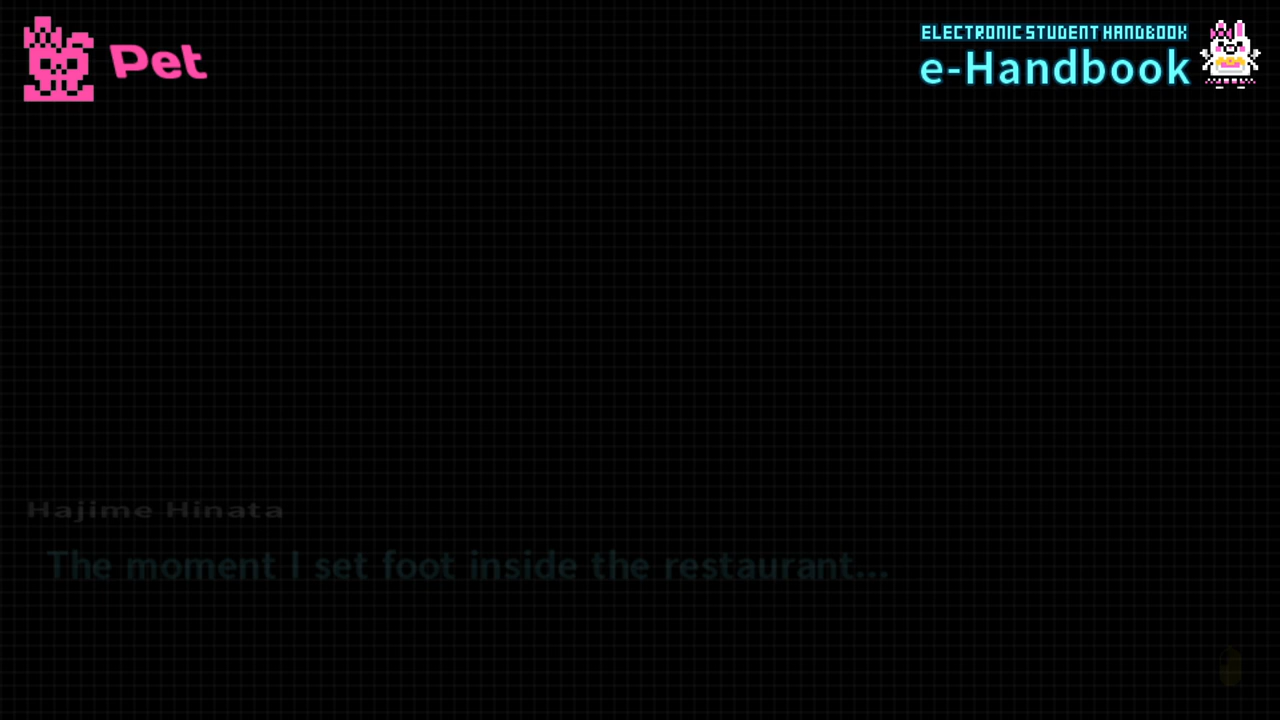 Pet
ELECTRONIC STUDENT HANDBOOK
e-Handbook
Hajime Hinata
The moment I set foot inside the restaurant...